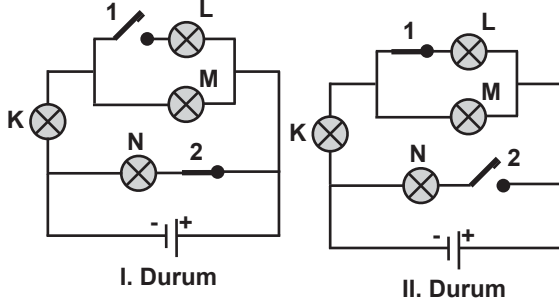 1 L
M
K
N 2
- +
I. Durum
1 L
M
K
N 2
- +
II. Durum